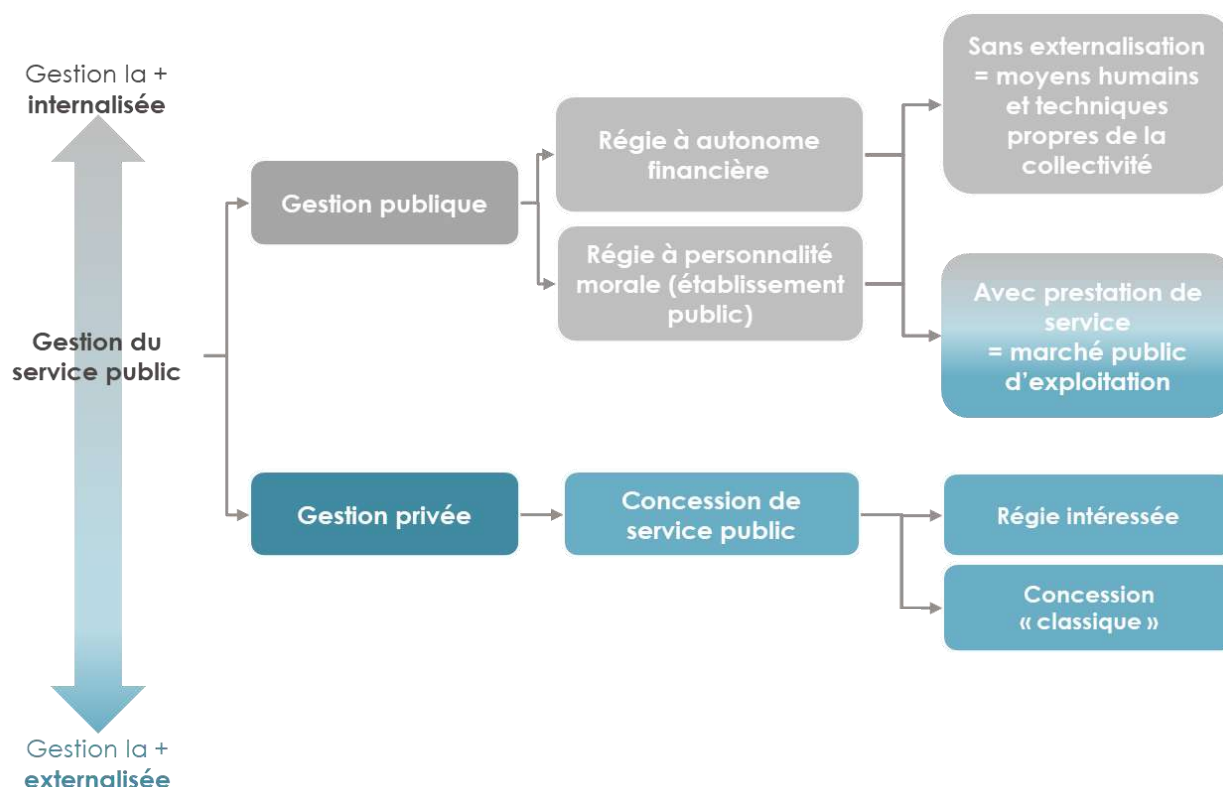 Gestion la +
internalisée
Gestion du
service public
Gestion la +
externalisée
Gestion publique
Gestion privée
Régie à autonome
financière
Régie à personnalité
morale (établissement
public)
Concession de
service public
Sans externalisation
= moyens humains
et techniques
propres de la
collectivité
Avec prestation de
service
= marché public
d’exploitation
Régie intéressée
Concession
« classique »